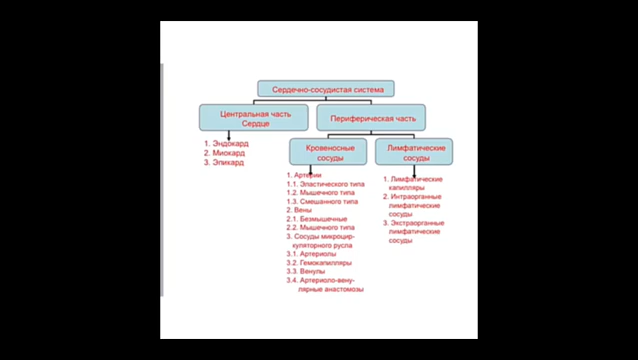 Сердечно-сосудистая система
Центральная часть
Сердце
Периферическая часть
1. Эндокард
2. Миокард
3. Эпикард
Кровеносные
сосуды
Лимфатические
сосуды
1. Артерии
1.1. Эластического типа
1.2. Мышечного типа
1.3. Смешанного типа
2. Вены
2.1. Безмышечные
2.2. Мышечного типа
3. Сосуды микроцир-
куляторного русла
3.1. Артериолы
3.2. Гемокапилляры
3.3. Венулы
3.4. Артериоло-вену-
лярные анастомозы
1. Лимфатические
капилляры
2. Интраорганные
лимфатические
сосуды
3. Экстраорганные
лимфатические
сосуды